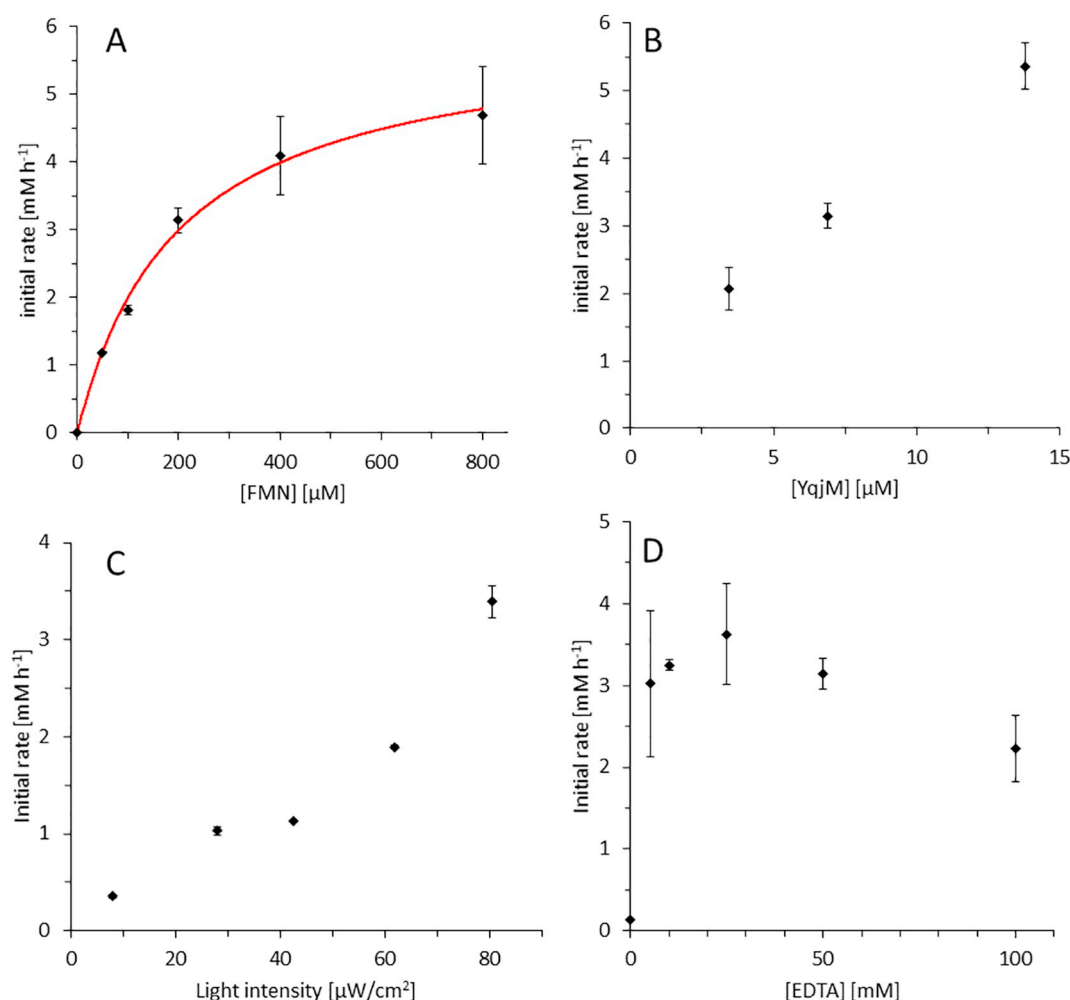 A
initial rate [mM h⁻¹]
6
5
4
3
2
1
0
0 200 400 600 800
[FMN] [µM]
B
initial rate [mM h⁻¹]
6
5
4
3
2
1
0
0 5 10 15
[YqjM] [µM]
C
Initial rate [mM h⁻¹]
4
3
2
1
0
0 20 40 60 80
Light intensity [µW/cm²]
D
Initial rate [mM h⁻¹]
5
4
3
2
1
0
0 50 100
[EDTA] [mM]